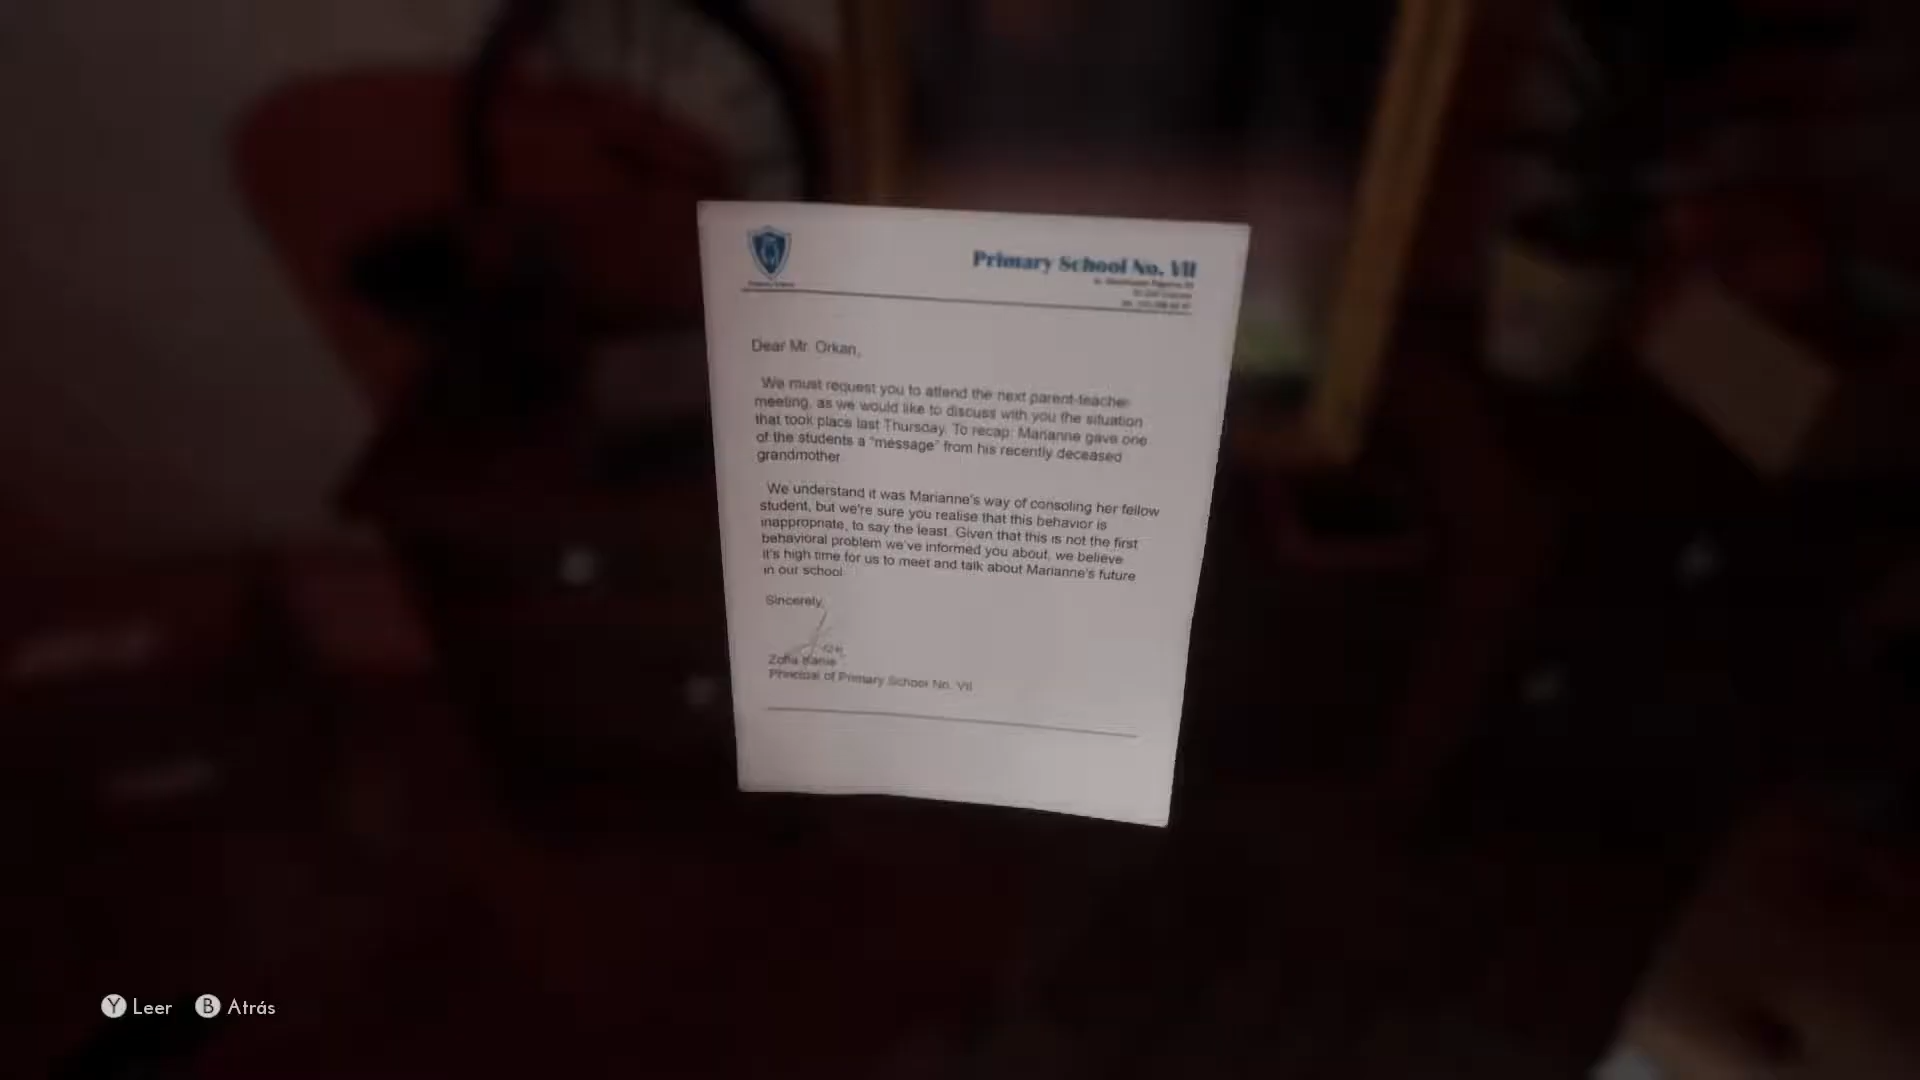 Primary School No. VII
Dear Mr. Orkan,
We must request you to attend the next parent-teacher
meeting, as we would like to discuss with you the situation
that took place last Thursday. To recap: Marianne gave one
of the students a "message" from his recently deceased
grandmother.
We understand it was Marianne's way of consoling her fellow
student, but we're sure you realise that this behavior is
inappropriate, to say the least. Given that this is not the first
behavioral problem we've informed you about, we believe
it's high time for us to meet and talk about Marianne's future
in our school.
Sincerely,
Zofia
Principal of Primary School No. VII
Y Leer B Atrás